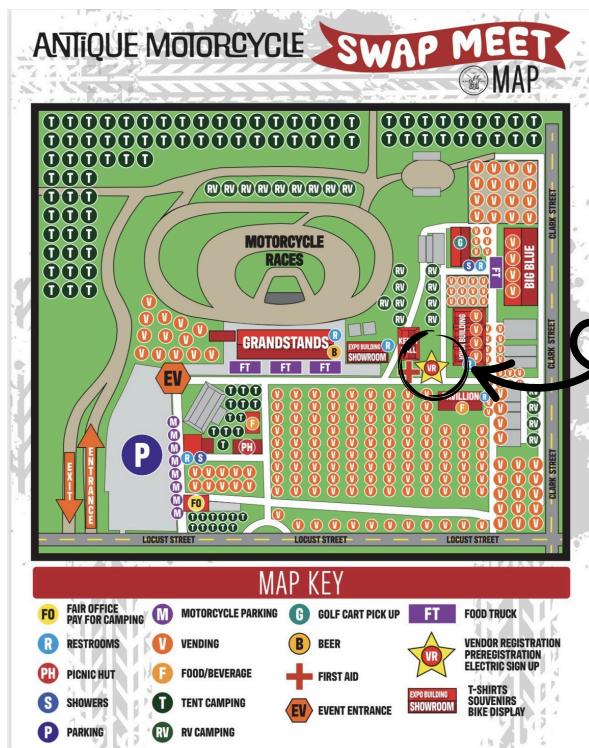 ANTIQUE MOTORCYCLE SWAP MEET
MAP
MOTORCYCLE
RACES
CLARK STREET
G
S R
FT
BIG BLUE
GRANDSTANDS
R
B
FT FT FT
EXPO BUILDING
SHOWROOM
R
VR
CLARK STREET
EV
PAVILLION
R
F
P
F
PH
R S
FO
EXIT
ENTRANCE
CLARK STREET
LOCUST STREET LOCUST STREET LOCUST STREET
MAP KEY
FO FAIR OFFICE
PAY FOR CAMPING
R RESTROOMS
PH PICNIC HUT
S SHOWERS
P PARKING
M MOTORCYCLE PARKING
V VENDING
F FOOD/BEVERAGE
T TENT CAMPING
RV RV CAMPING
G GOLF CART PICK UP
B BEER
FIRST AID
EV EVENT ENTRANCE
FT FOOD TRUCK
VR VENDOR REGISTRATION
PREREGISTRATION
ELECTRIC SIGN UP
EXPO BUILDING
SHOWROOM
T-SHIRTS
SOUVENIRS
BIKE DISPLAY